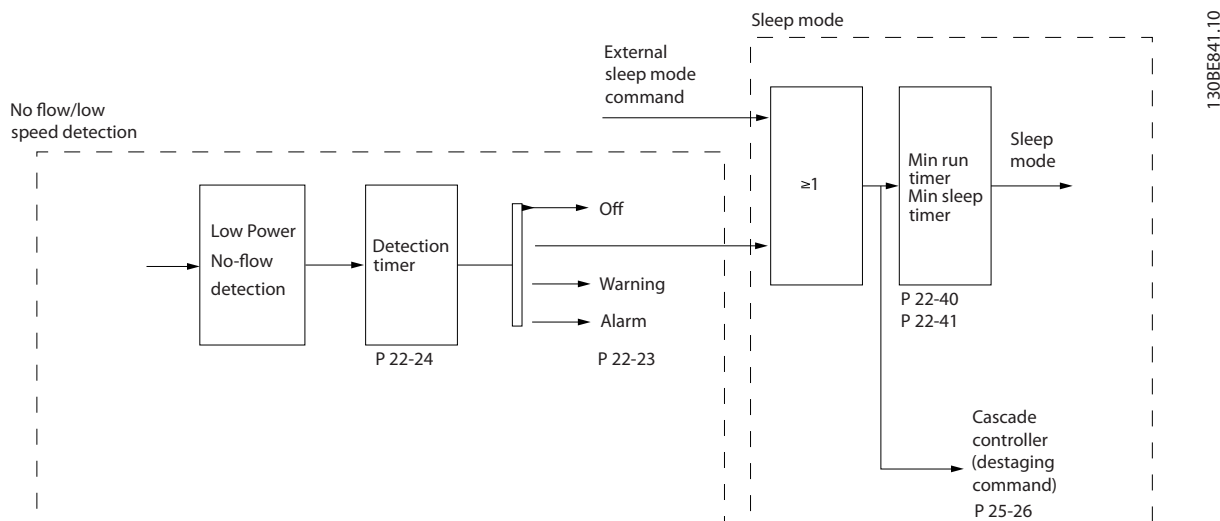 Sleep mode
130BE841.10
External
sleep mode
command
No flow/low
speed detection
Low Power
No-flow
detection
Detection
timer
P 22-24
Off
Warning
Alarm
P 22-23
≥1
Min run
timer
Min sleep
timer
P 22-40
P 22-41
Sleep
mode
Cascade
controller
(destaging
command)
P 25-26